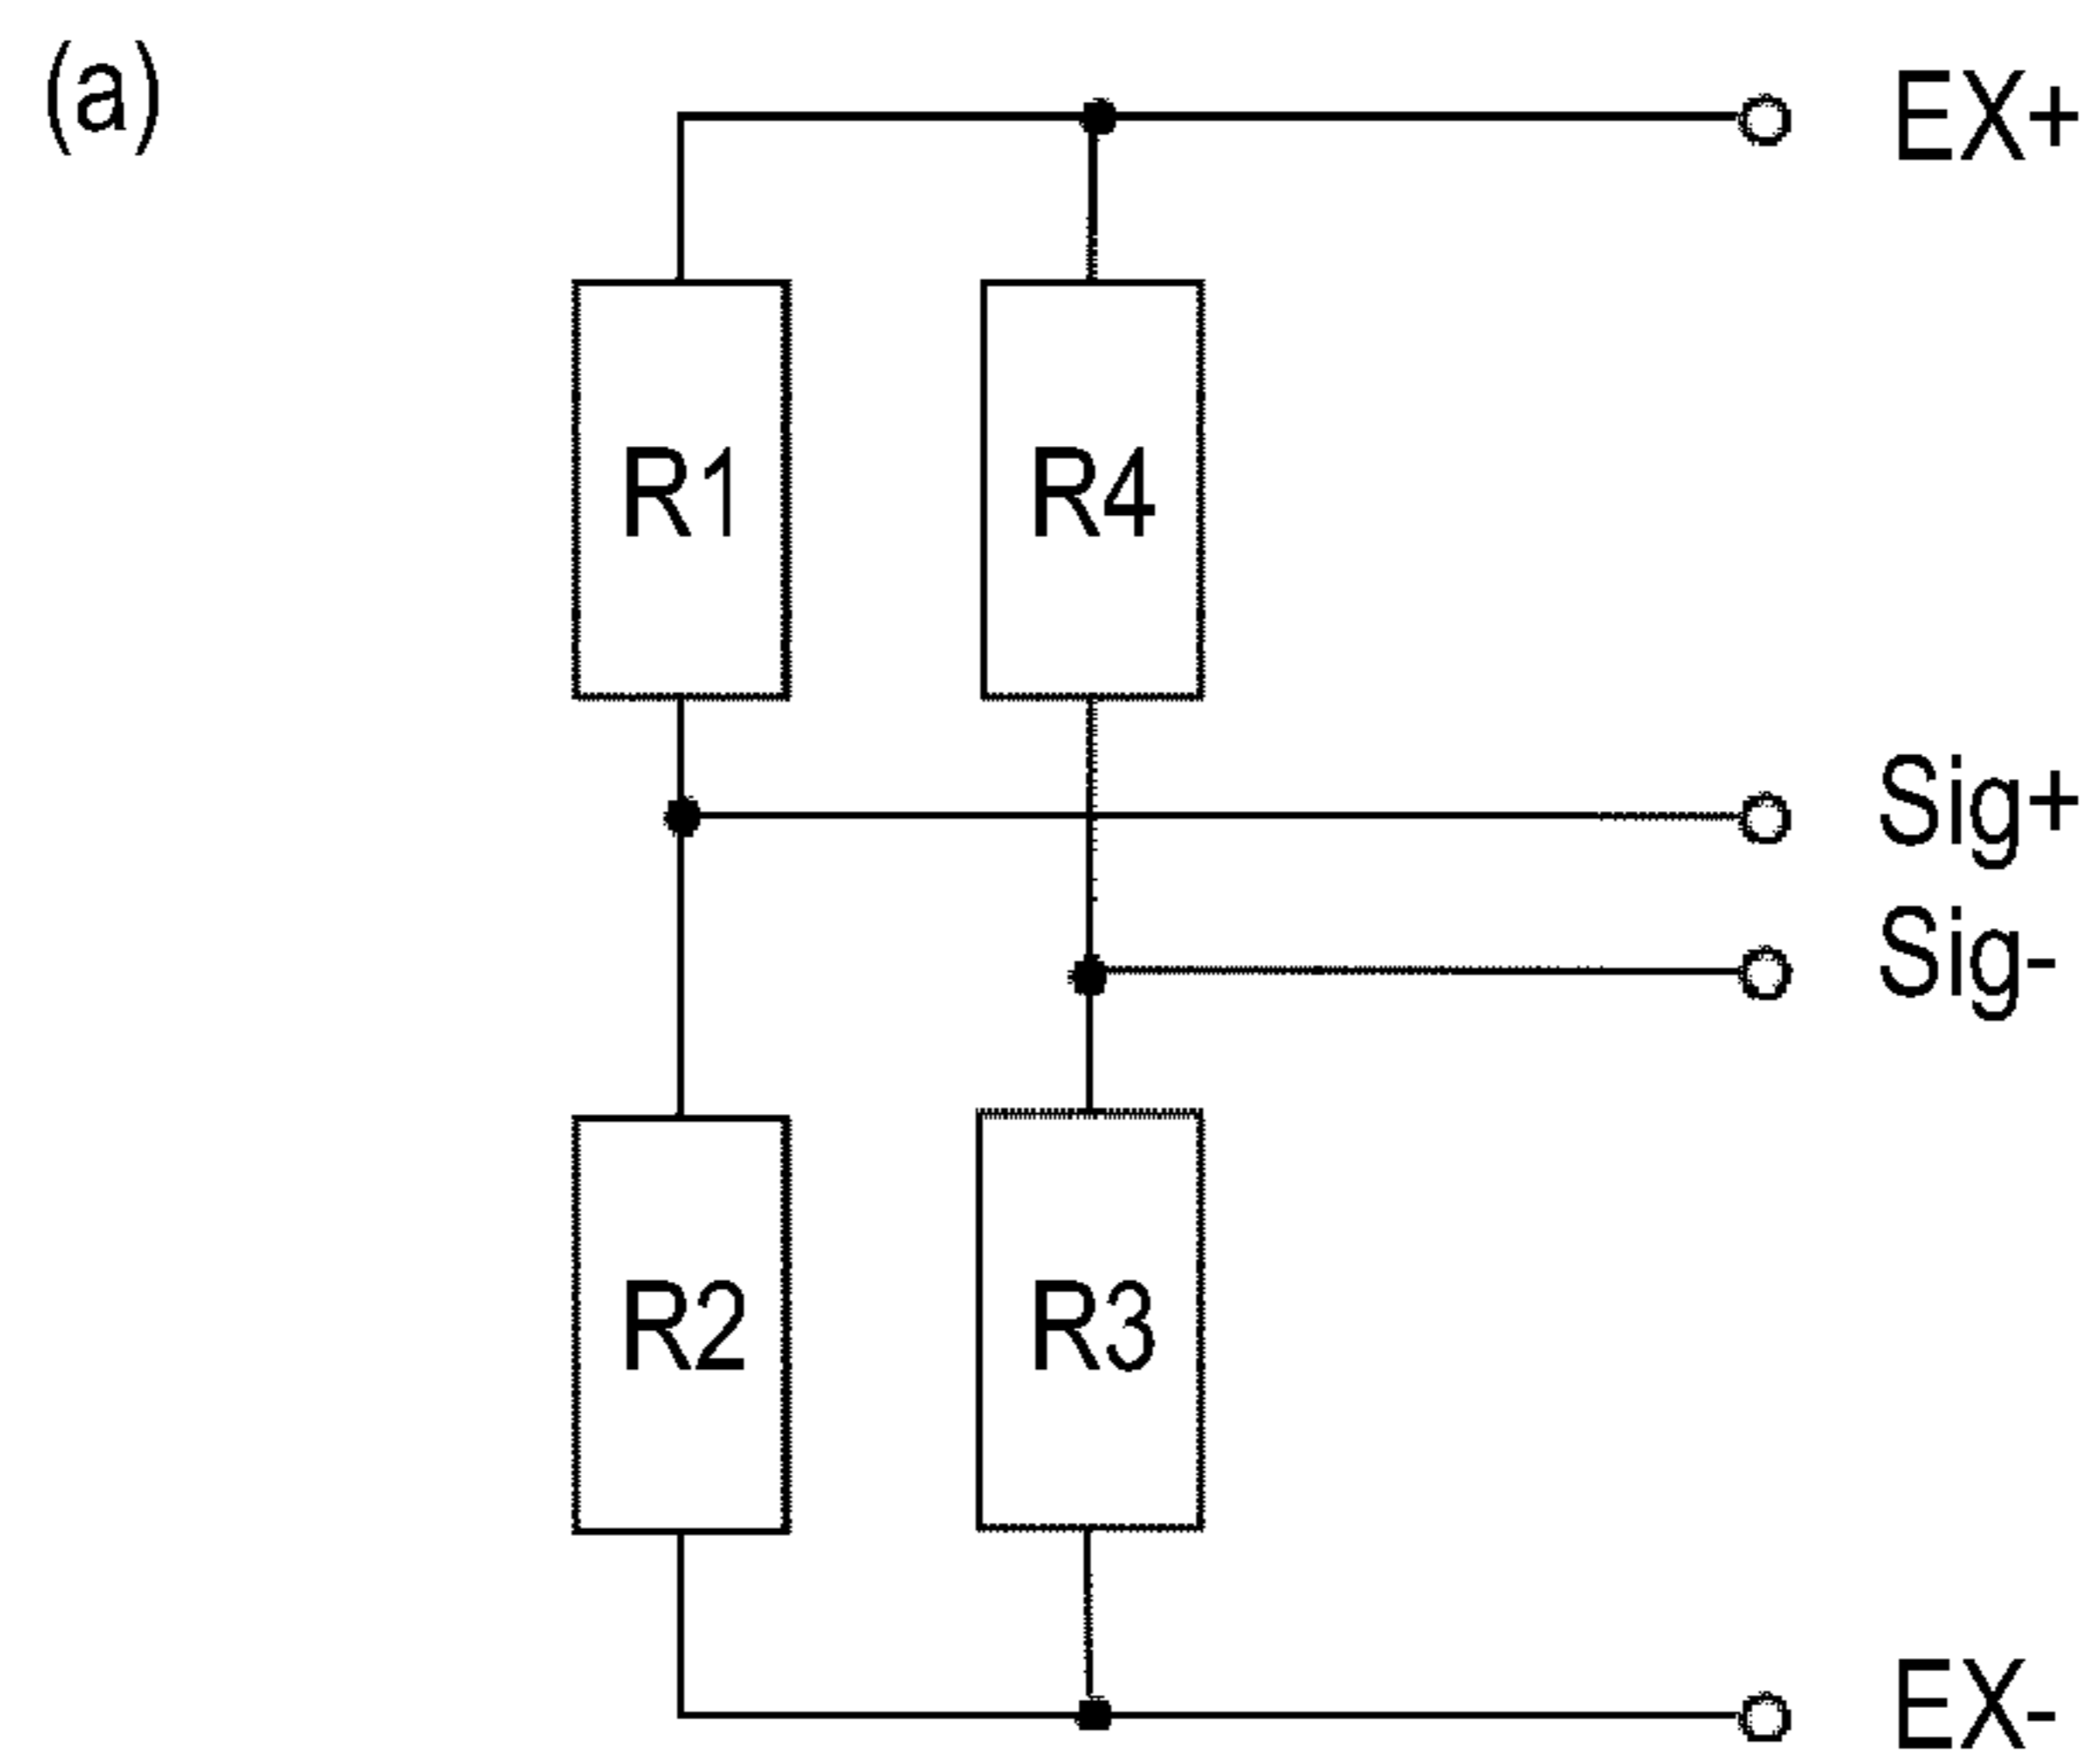 (a)
EX+
R1
R4
Sig+
Sig-
R2
R3
EX-